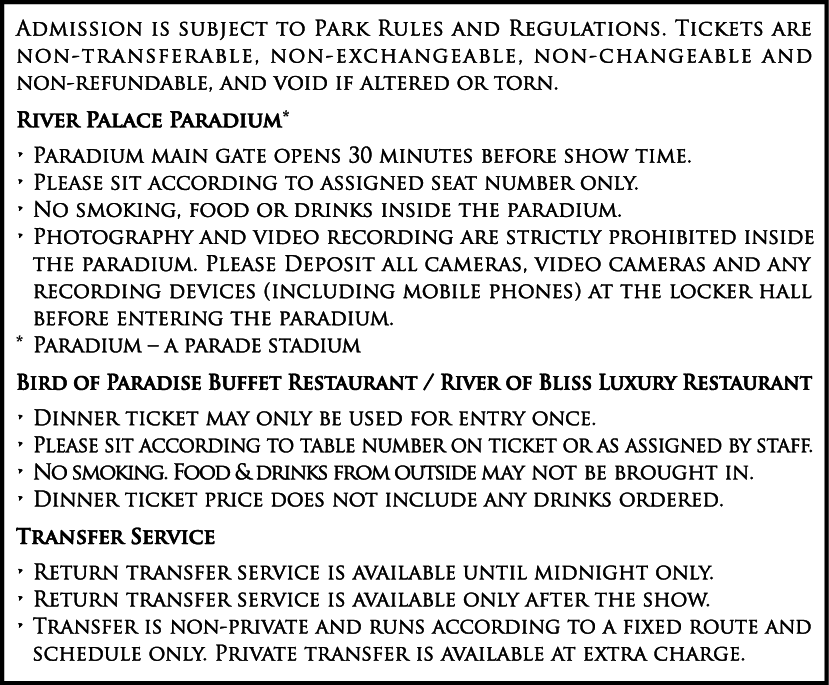 Admission is subject to Park Rules and Regulations. Tickets are
non-transferable, non-exchangeable, non-changeable and
non-refundable, and void if altered or torn.
River Palace Paradium*
• Paradium main gate opens 30 minutes before show time.
• Please sit according to assigned seat number only.
• No smoking, food or drinks inside the paradium.
• Photography and video recording are strictly prohibited inside
the paradium. Please Deposit all cameras, video cameras and any
recording devices (including mobile phones) at the locker hall
before entering the paradium.
* Paradium – a parade stadium
Bird of Paradise Buffet Restaurant / River of Bliss Luxury Restaurant
• Dinner ticket may only be used for entry once.
• Please sit according to table number on ticket or as assigned by staff.
• No smoking. Food & drinks from outside may not be brought in.
• Dinner ticket price does not include any drinks ordered.
Transfer Service
• Return transfer service is available until midnight only.
• Return transfer service is available only after the show.
• Transfer is non-private and runs according to a fixed route and
schedule only. Private transfer is available at extra charge.